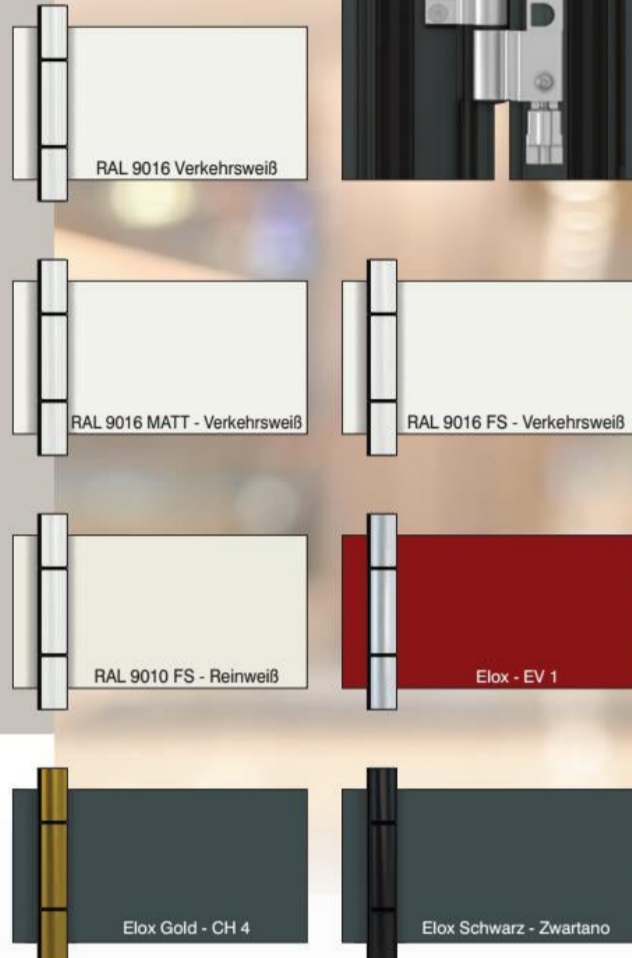 RAL 9016 Verkehrsweiß
RAL 9016 MATT - Verkehrsweiß
RAL 9016 FS - Verkehrsweiß
RAL 9010 FS - Reinweiß
Elox - EV 1
Elox Gold - CH 4
Elox Schwarz - Zwartano